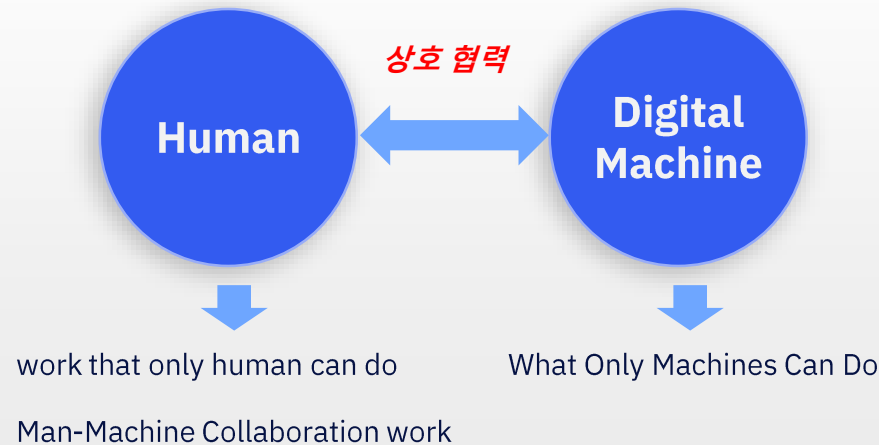 상호 협력
Human
Digital
Machine
work that only human can do
What Only Machines Can Do
Man-Machine Collaboration work